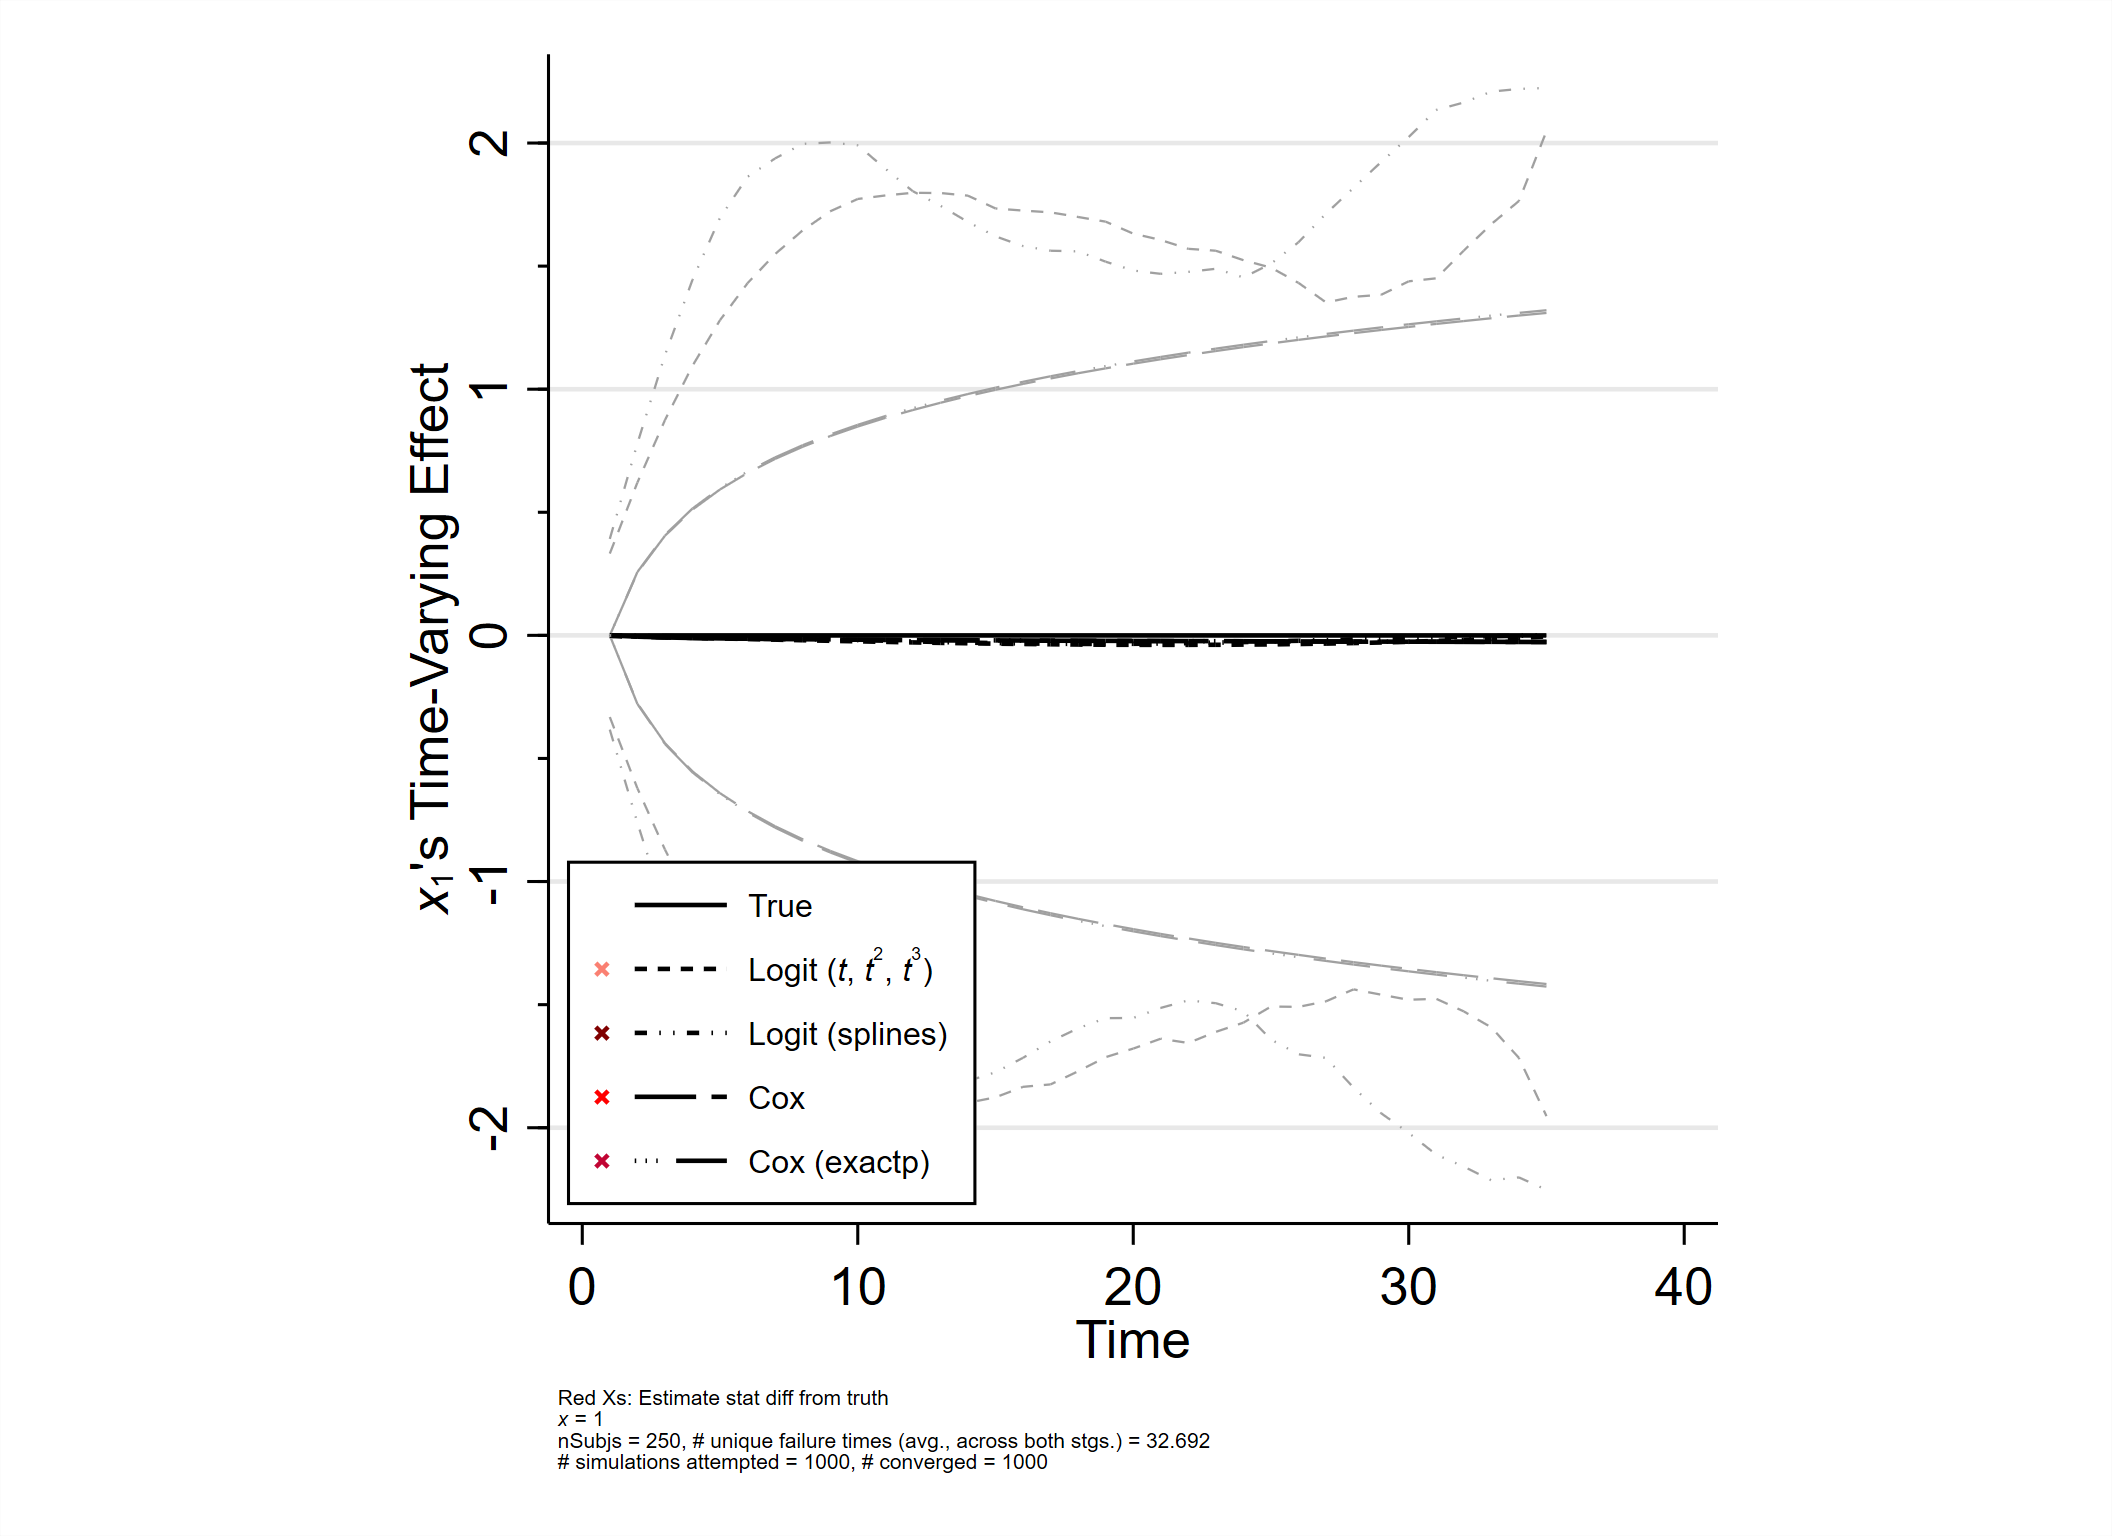 x₁'s Time-Varying Effect
2
1
0
-1
-2
True
Logit (t, t², t³)
Logit (splines)
Cox
Cox (exactp)
0 10 20 30 40
Time
Red Xs: Estimate stat diff from truth
x = 1
nSubjs = 250, # unique failure times (avg., across both stgs.) = 32.692
# simulations attempted = 1000, # converged = 1000